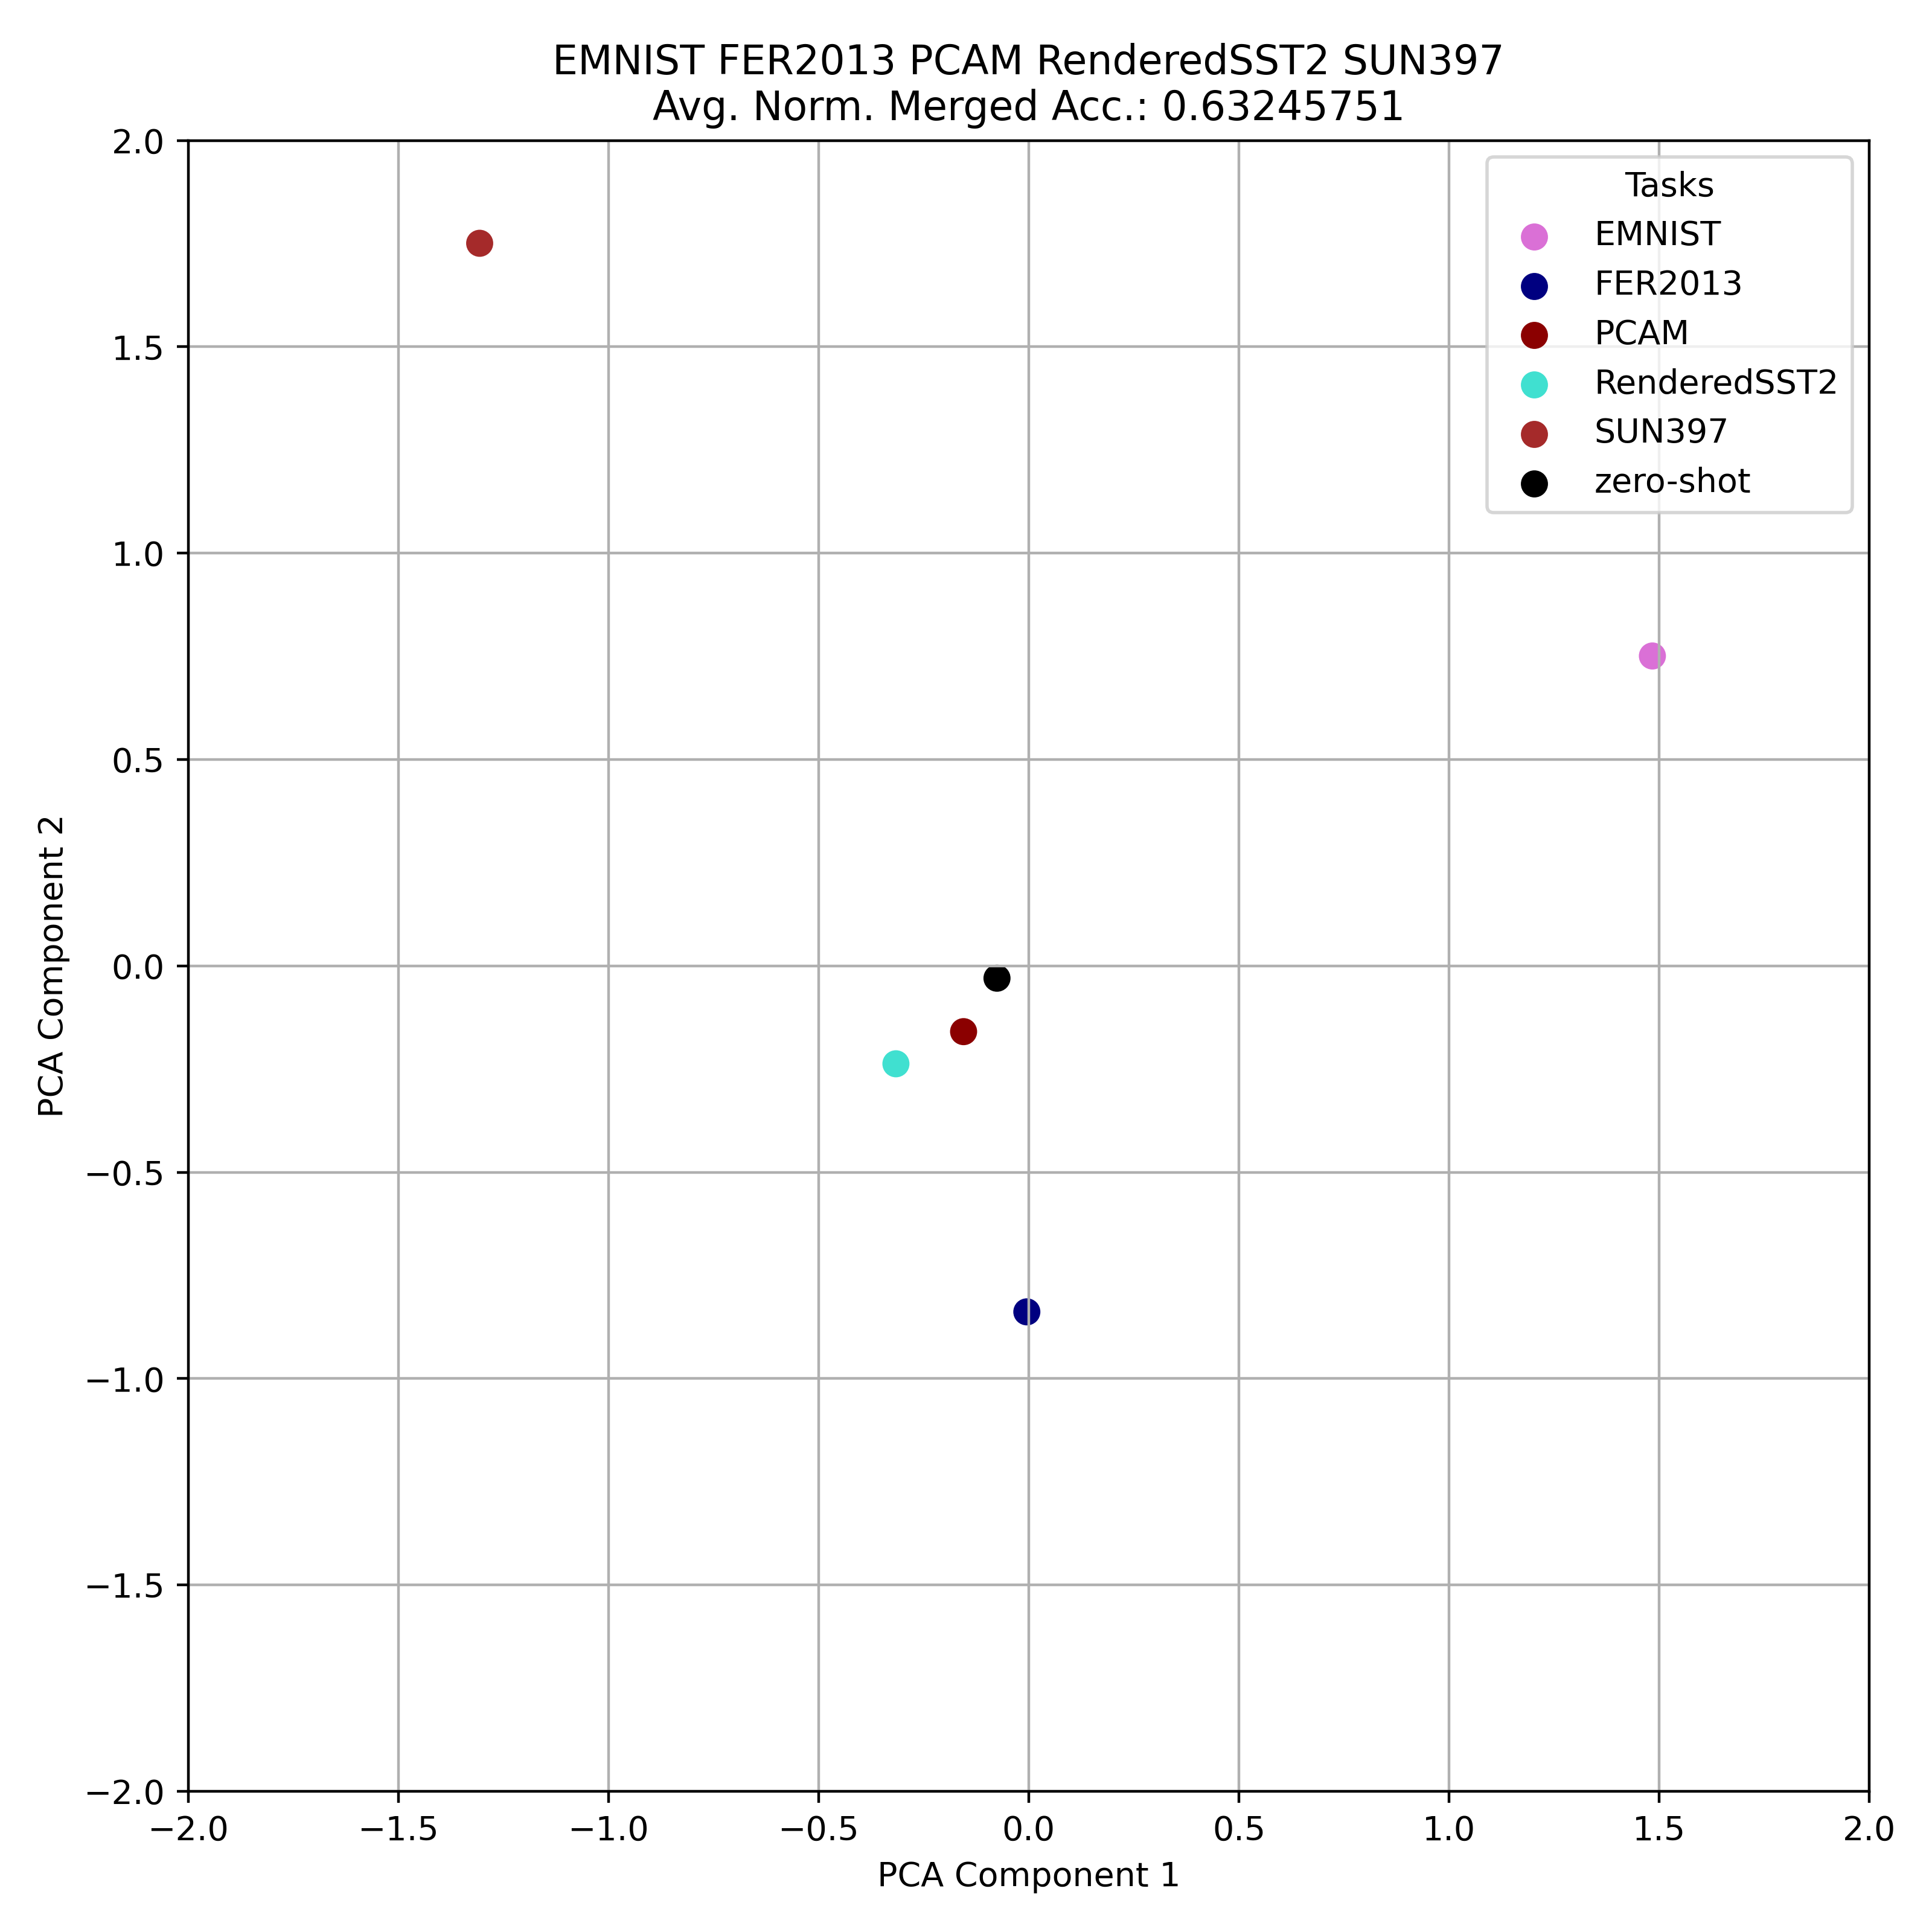 EMNIST FER2013 PCAM RenderedSST2 SUN397
Avg. Norm. Merged Acc.: 0.63245751
Tasks
EMNIST
FER2013
PCAM
RenderedSST2
SUN397
zero-shot
2.0
1.5
1.0
0.5
0.0
−0.5
−1.0
−1.5
−2.0
PCA Component 2
−2.0 −1.5 −1.0 −0.5 0.0 0.5 1.0 1.5 2.0
PCA Component 1